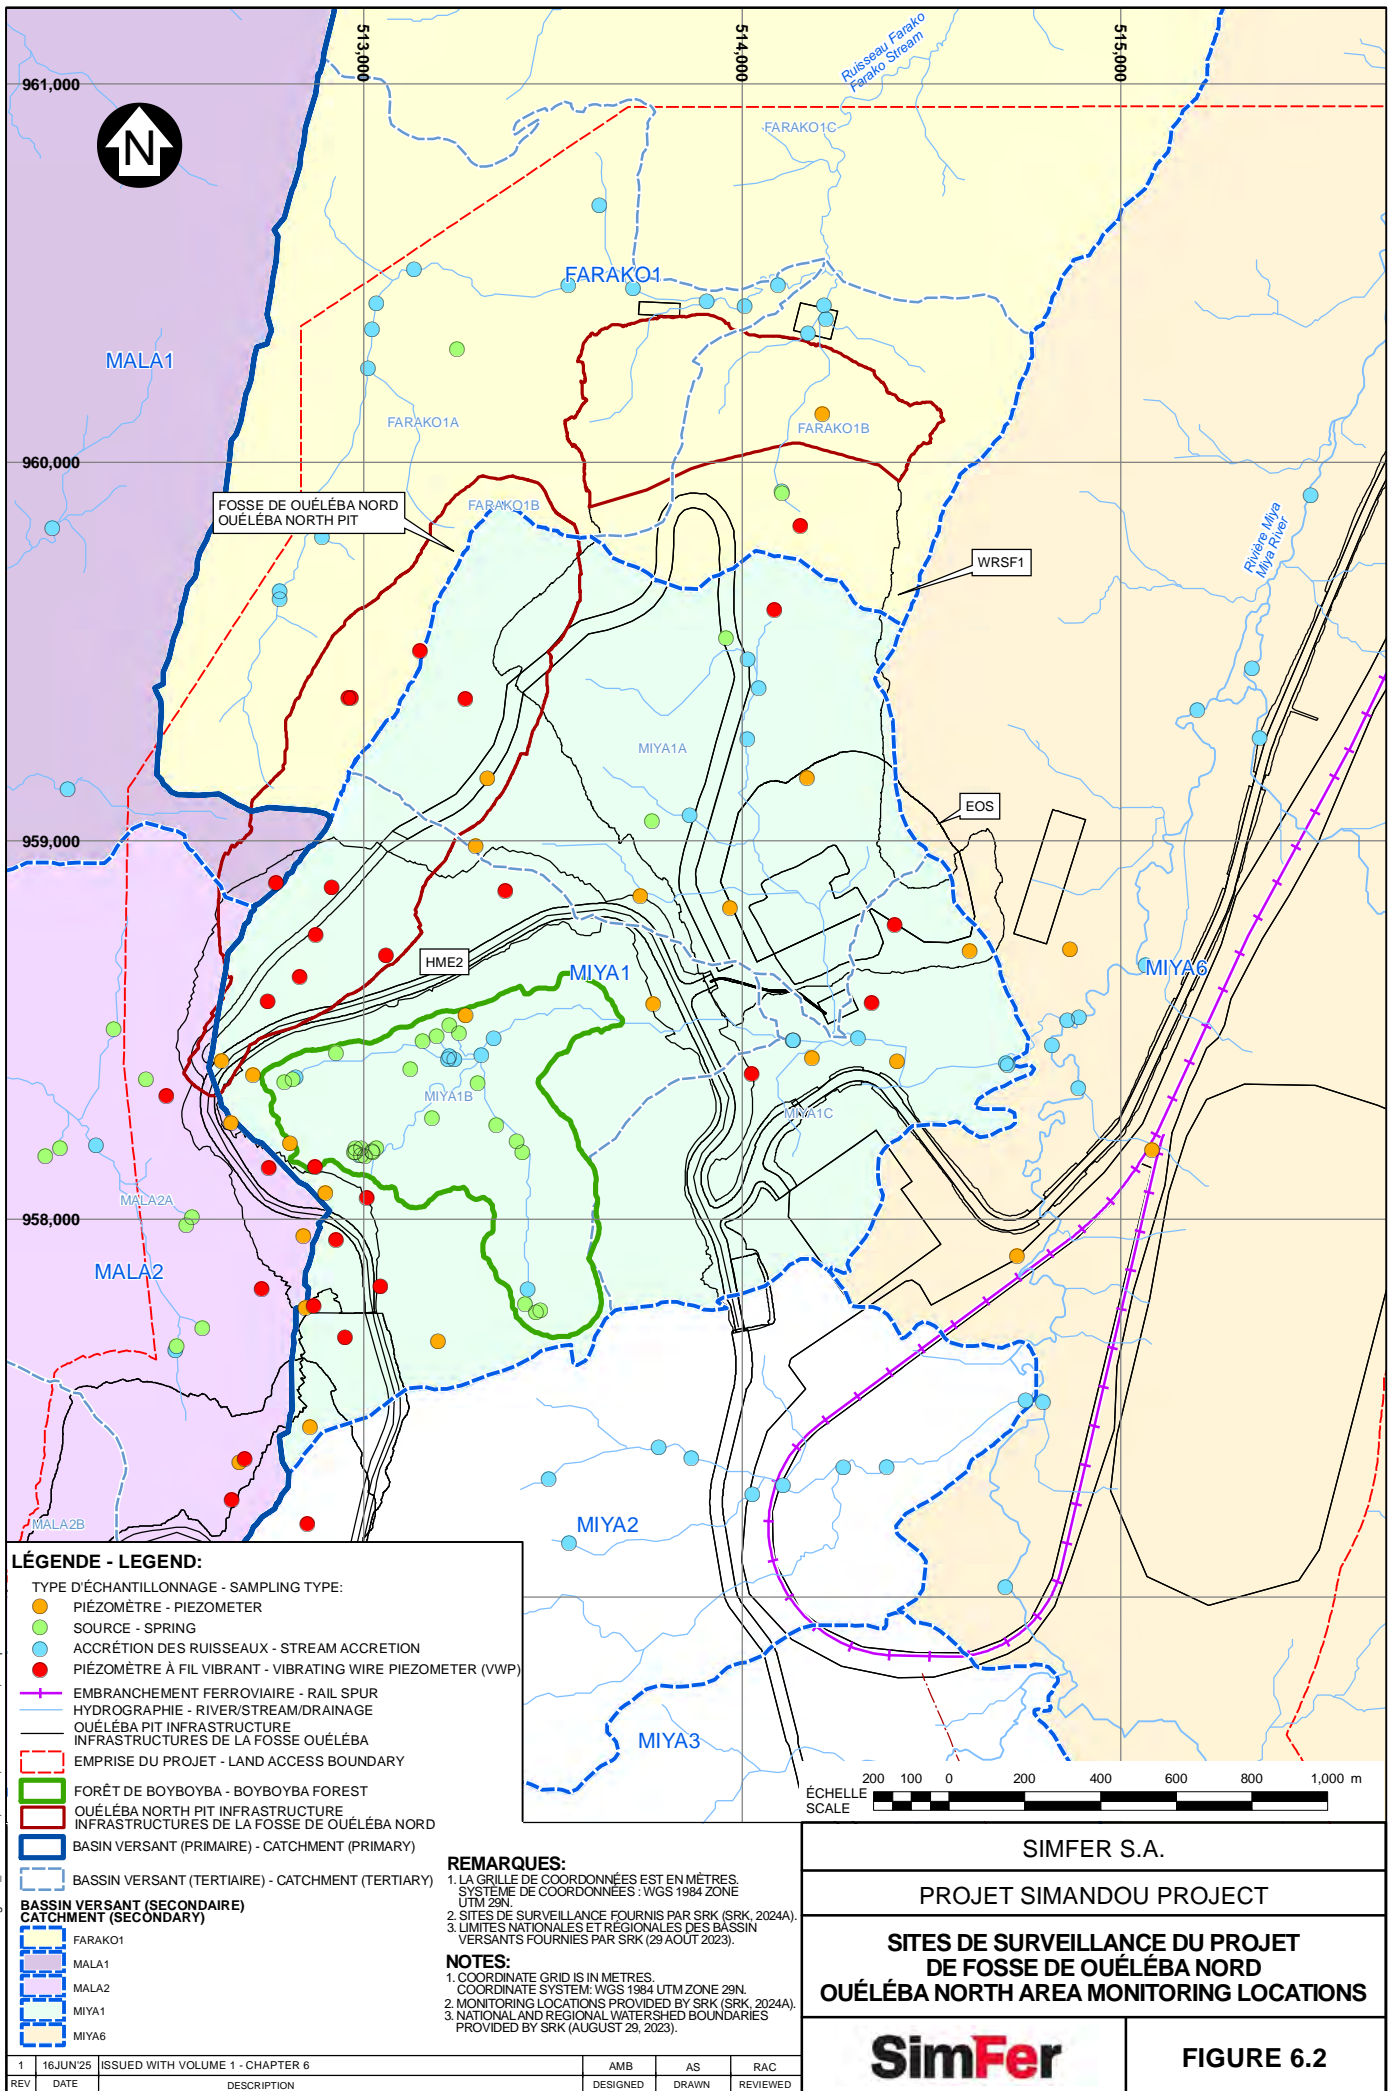 513,000
514,000
515,000
961,000
960,000
959,000
958,000
N
Ruisseau Farako
Farako Stream
FARAKO1C
FARAKO1
MALA1
FARAKO1A
FARAKO1B
FARAKO1B
FOSSE DE OUÉLÉBA NORD
OUÉLÉBA NORTH PIT
WRSF1
Rivière Miya
Miya River
MIYA1A
EOS
HME2
MIYA1
MIYA6
MIYA1B
MIYA1C
MALA2A
MALA2
MALA2B
MIYA2
MIYA3
LÉGENDE - LEGEND:
TYPE D'ÉCHANTILLONNAGE - SAMPLING TYPE:
PIÉZOMÈTRE - PIEZOMETER
SOURCE - SPRING
ACCRÉTION DES RUISSEAUX - STREAM ACCRETION
PIÉZOMÈTRE À FIL VIBRANT - VIBRATING WIRE PIEZOMETER (VWP)
EMBRANCHEMENT FERROVIAIRE - RAIL SPUR
HYDROGRAPHIE - RIVER/STREAM/DRAINAGE
OUÉLÉBA PIT INFRASTRUCTURE
INFRASTRUCTURES DE LA FOSSE OUÉLÉBA
EMPRISE DU PROJET - LAND ACCESS BOUNDARY
FORÊT DE BOYBOYBA - BOYBOYBA FOREST
OUÉLÉBA NORTH PIT INFRASTRUCTURE
INFRASTRUCTURES DE LA FOSSE DE OUÉLÉBA NORD
BASIN VERSANT (PRIMAIRE) - CATCHMENT (PRIMARY)
BASSIN VERSANT (TERTIAIRE) - CATCHMENT (TERTIARY)
BASSIN VERSANT (SECONDAIRE)
CATCHMENT (SECONDARY)
FARAKO1
MALA1
MALA2
MIYA1
MIYA6
REMARQUES:
1. LA GRILLE DE COORDONNÉES EST EN MÈTRES.
SYSTÈME DE COORDONNÉES : WGS 1984 ZONE
UTM 29N.
2. SITES DE SURVEILLANCE FOURNIS PAR SRK (SRK, 2024A).
3. LIMITES NATIONALES ET RÉGIONALES DES BASSIN
VERSANTS FOURNIES PAR SRK (29 AOÛT 2023).
NOTES:
1. COORDINATE GRID IS IN METRES.
COORDINATE SYSTEM: WGS 1984 UTM ZONE 29N.
2. MONITORING LOCATIONS PROVIDED BY SRK (SRK, 2024A).
3. NATIONAL AND REGIONAL WATERSHED BOUNDARIES
PROVIDED BY SRK (AUGUST 29, 2023).
ÉCHELLE
SCALE
200 100 0 200 400 600 800 1,000 m
SIMFER S.A.
PROJET SIMANDOU PROJECT
SITES DE SURVEILLANCE DU PROJET
DE FOSSE DE OUÉLÉBA NORD
OUÉLÉBA NORTH AREA MONITORING LOCATIONS
SimFer
FIGURE 6.2
1 16JUN'25 ISSUED WITH VOLUME 1 - CHAPTER 6 AMB AS RAC
REV DATE DESCRIPTION DESIGNED DRAWN REVIEWED